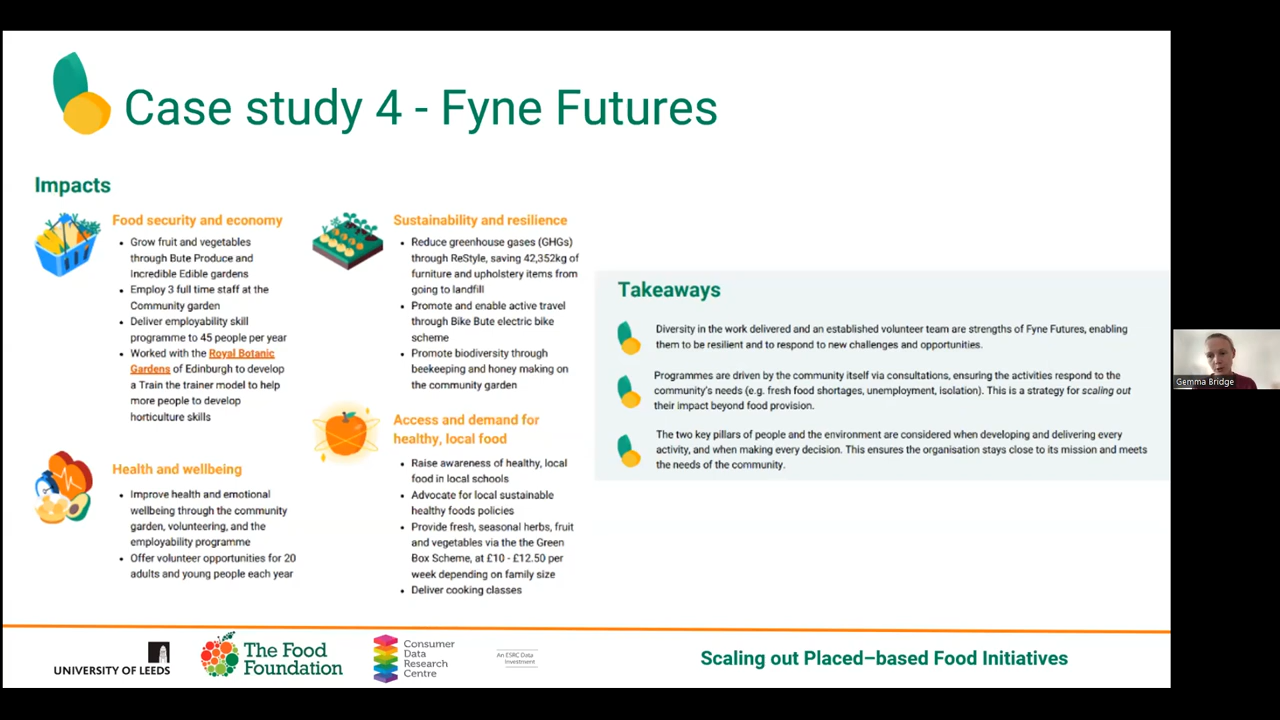 Case study 4 - Fyne Futures
Impacts
Food security and economy
• Grow fruit and vegetables
through Bute Produce and
Incredible Edible gardens
• Employ 3 full time staff at the
Community garden
• Deliver employability skill
programme to 45 people per year
• Worked with the Royal Botanic
Gardens of Edinburgh to develop
a Train the trainer model to help
more people to develop
horticulture skills
Health and wellbeing
• Improve health and emotional
wellbeing through the community
garden, volunteering, and the
employability programme
• Offer volunteer opportunities for 20
adults and young people each year
Sustainability and resilience
• Reduce greenhouse gases (GHGs)
through ReStyle, saving 42,352kg of
furniture and upholstery items from
going to landfill
• Promote and enable active travel
through Bike Bute electric bike
scheme
• Promote biodiversity through
beekeeping and honey making on
the community garden
Access and demand for
healthy, local food
• Raise awareness of healthy, local
food in local schools
• Advocate for local sustainable
healthy foods policies
• Provide fresh, seasonal herbs, fruit
and vegetables via the the Green
Box Scheme, at £10 - £12.50 per
week depending on family size
• Deliver cooking classes
Takeaways
Diversity in the work delivered and an established volunteer team are strengths of Fyne Futures, enabling
them to be resilient and to respond to new challenges and opportunities.
Programmes are driven by the community itself via consultations, ensuring the activities respond to the
community's needs (e.g. fresh food shortages, unemployment, isolation). This is a strategy for scaling out
their impact beyond food provision.
The two key pillars of people and the environment are considered when developing and delivering every
activity, and when making every decision. This ensures the organisation stays close to its mission and meets
the needs of the community.
Gemma Bridge
UNIVERSITY OF LEEDS
The Food
Foundation
Consumer
Data
Research
Centre
An ESRC Data
Investment
Scaling out Placed–based Food Initiatives